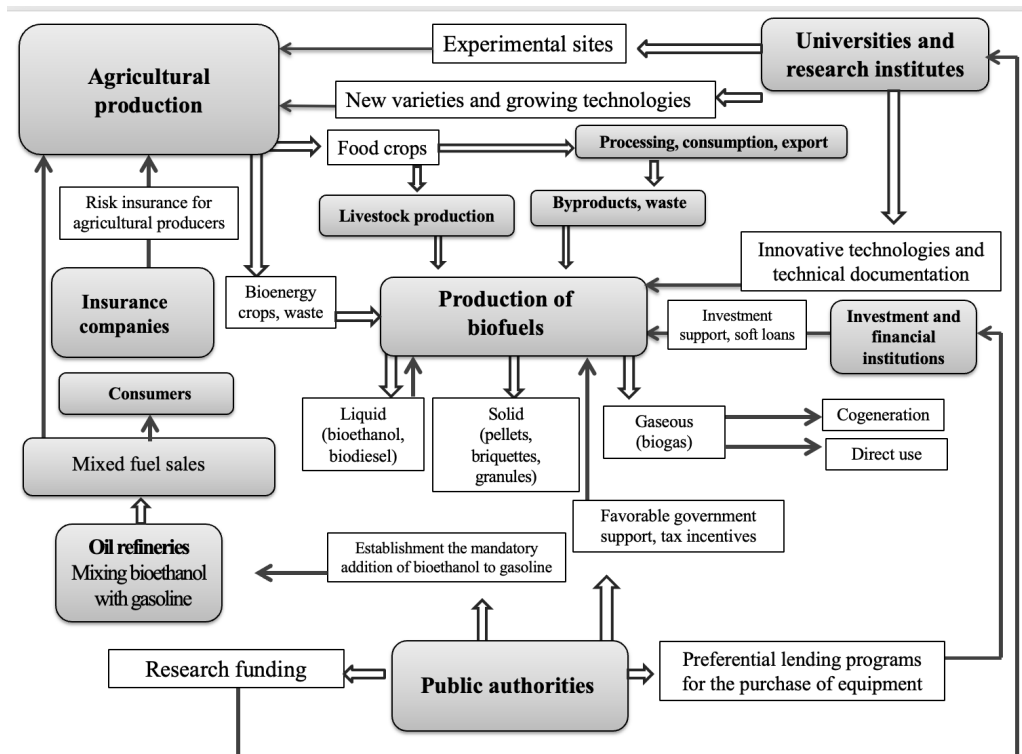 Agricultural
production
Experimental sites
Universities and
research institutes
New varieties and growing technologies
Food crops
Processing, consumption, export
Risk insurance for
agricultural producers
Livestock production
Byproducts, waste
Innovative technologies and
technical documentation
Insurance
companies
Bioenergy
crops, waste
Production of
biofuels
Investment
support, soft loans
Investment and
financial
institutions
Consumers
Liquid
(bioethanol,
biodiesel)
Solid
(pellets,
briquettes,
granules)
Gaseous
(biogas)
Cogeneration
Direct use
Mixed fuel sales
Favorable government
support, tax incentives
Oil refineries
Mixing bioethanol
with gasoline
Establishment the mandatory
addition of bioethanol to gasoline
Research funding
Public authorities
Preferential lending programs
for the purchase of equipment